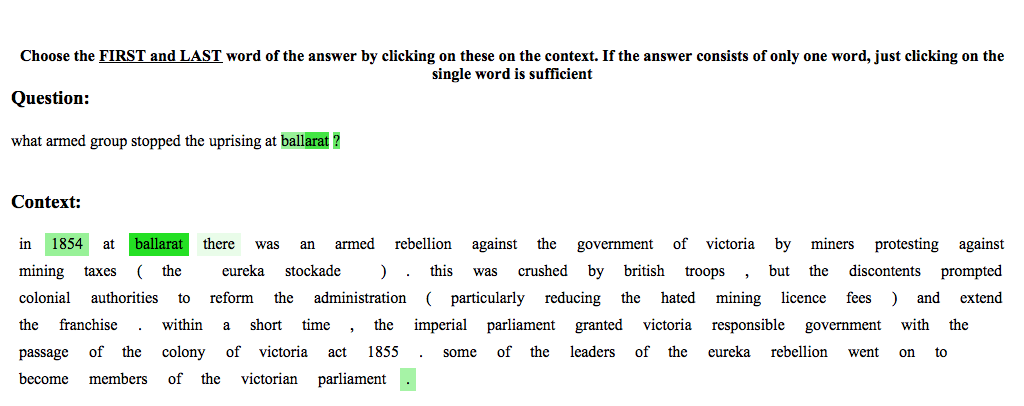 Choose the FIRST and LAST word of the answer by clicking on these on the context. If the answer consists of only one word, just clicking on the
single word is sufficient
Question:
what armed group stopped the uprising at ballarat ?
Context:
in 1854 at ballarat there was an armed rebellion against the government of victoria by miners protesting against
mining taxes ( the eureka stockade ) . this was crushed by british troops , but the discontents prompted
colonial authorities to reform the administration ( particularly reducing the hated mining licence fees ) and extend
the franchise . within a short time , the imperial parliament granted victoria responsible government with the
passage of the colony of victoria act 1855 . some of the leaders of the eureka rebellion went on to
become members of the victorian parliament .